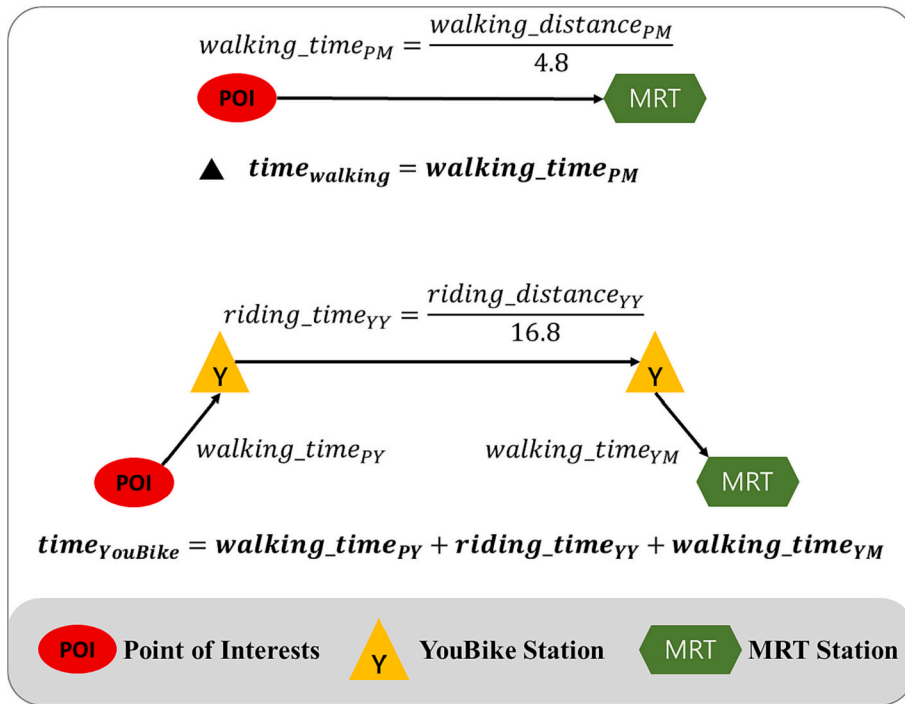 walking_time_PM = walking_distance_PM / 4.8
POI MRT
▲ time_walking = walking_time_PM
riding_time_YY = riding_distance_YY / 16.8
Y Y
walking_time_PY walking_time_YM
POI MRT
time_YouBike = walking_time_PY + riding_time_YY + walking_time_YM
POI Point of Interests Y YouBike Station MRT MRT Station